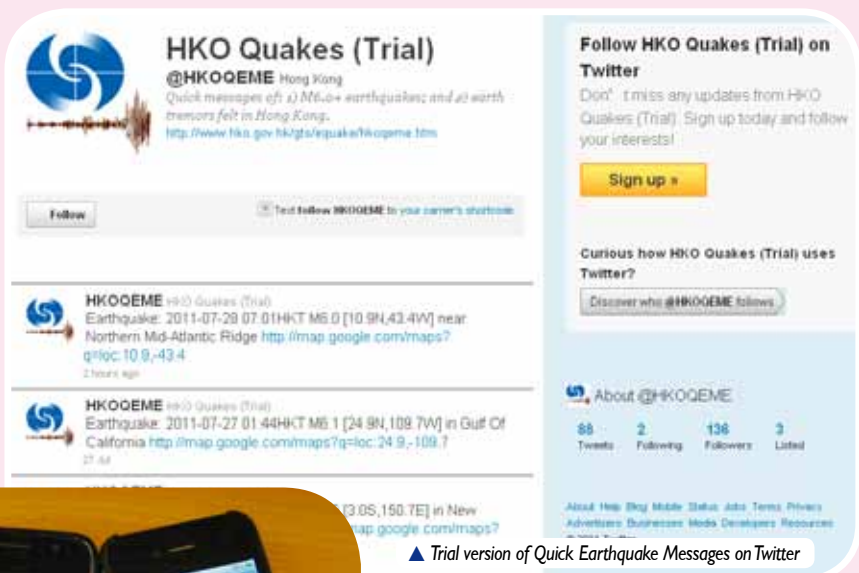 HKO Quakes (Trial)
@HKOQEME Hong Kong
Quick messages of: 1) M6.0+ earthquakes; and 2) earth
tremors felt in Hong Kong.
http://www.hko.gov.hk/gts/equake/hkoqeme.htm
Follow
Text follow HKOQEME to your carrier's shortcode
HKOQEME HKO Quakes (Trial)
Earthquake: 2011-07-28 07:01HKT M6.0 [10.9N,43.4W] near
Northern Mid-Atlantic Ridge http://map.google.com/maps?
q=loc:10.9,-43.4
2 hours ago
HKOQEME HKO Quakes (Trial)
Earthquake: 2011-07-27 01:44HKT M6.1 [24.9N,109.7W] in Gulf Of
California http://map.google.com/maps?q=loc:24.9,-109.7
27 Jul
[3.0S,150.7E] in New
map.google.com/maps?
Follow HKO Quakes (Trial) on
Twitter
Don't miss any updates from HKO
Quakes (Trial). Sign up today and follow
your interests!
Sign up »
Curious how HKO Quakes (Trial) uses
Twitter?
Discover who @HKOQEME follows
About @HKOQEME
88 2 136 3
Tweets Following Followers Listed
About Help Blog Mobile Status Jobs Terms Privacy
Advertisers Businesses Media Developers Resources
▲ Trial version of Quick Earthquake Messages on Twitter